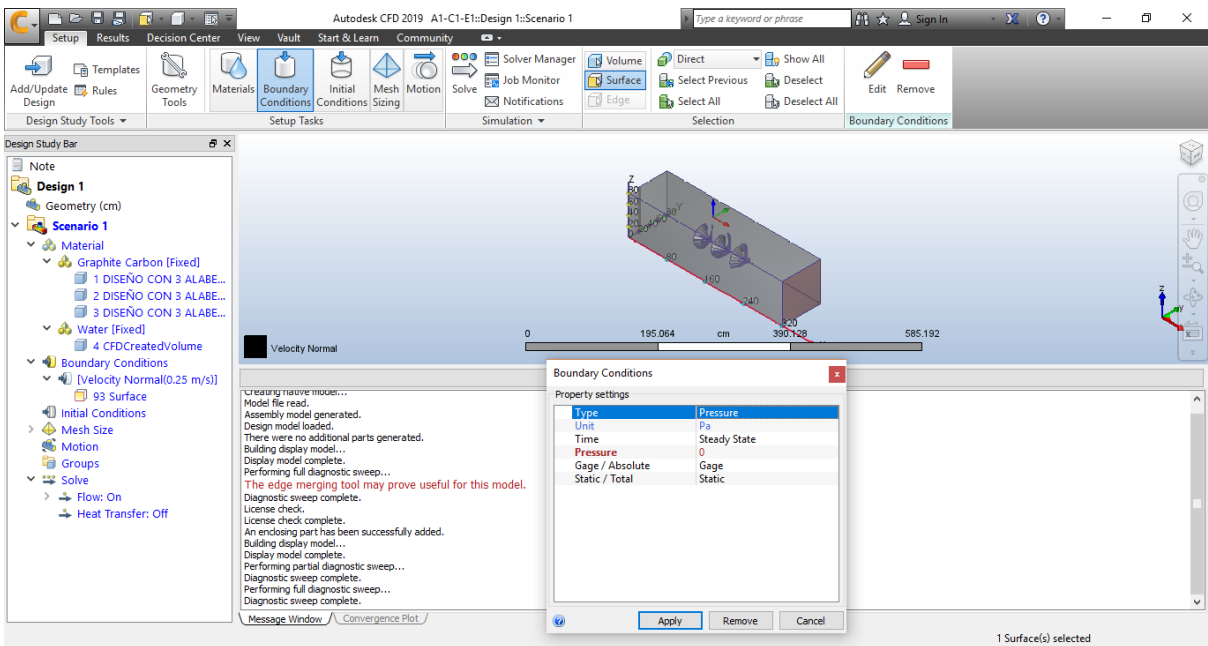 Autodesk CFD 2019 A1-C1-E1::Design 1::Scenario 1
Type a keyword or phrase
Sign In
Setup Results Decision Center View Vault Start & Learn Community
Add/Update Design
Templates
Rules
Design Study Tools
Geometry Tools
Materials
Boundary Conditions
Initial Conditions
Mesh Sizing
Motion
Setup Tasks
Solve
Solver Manager
Job Monitor
Notifications
Simulation
Volume
Surface
Edge
Direct
Select Previous
Select All
Show All
Deselect
Deselect All
Selection
Edit
Remove
Boundary Conditions
Design Study Bar
Note
Design 1
Geometry (cm)
Scenario 1
Material
Graphite Carbon [Fixed]
1 DISEÑO CON 3 ALABE...
2 DISEÑO CON 3 ALABE...
3 DISEÑO CON 3 ALABE...
Water [Fixed]
4 CFDCreatedVolume
Boundary Conditions
[Velocity Normal(0.25 m/s)]
93 Surface
Initial Conditions
Mesh Size
Motion
Groups
Solve
Flow: On
Heat Transfer: Off
Z
Y
80
160
240
320
Velocity Normal
0 195.064 cm 390.128 585.192
z
y
x
Creating native model...
Model file read.
Assembly model generated.
Design model loaded.
There were no additional parts generated.
Building display model...
Display model complete.
Performing full diagnostic sweep...
The edge merging tool may prove useful for this model.
Diagnostic sweep complete.
License check.
License check complete.
An enclosing part has been successfully added.
Building display model...
Display model complete.
Performing partial diagnostic sweep...
Diagnostic sweep complete.
Performing full diagnostic sweep...
Diagnostic sweep complete.
Message Window Convergence Plot
Boundary Conditions
Property settings
Type Pressure
Unit Pa
Time Steady State
Pressure 0
Gage / Absolute Gage
Static / Total Static
Apply Remove Cancel
1 Surface(s) selected